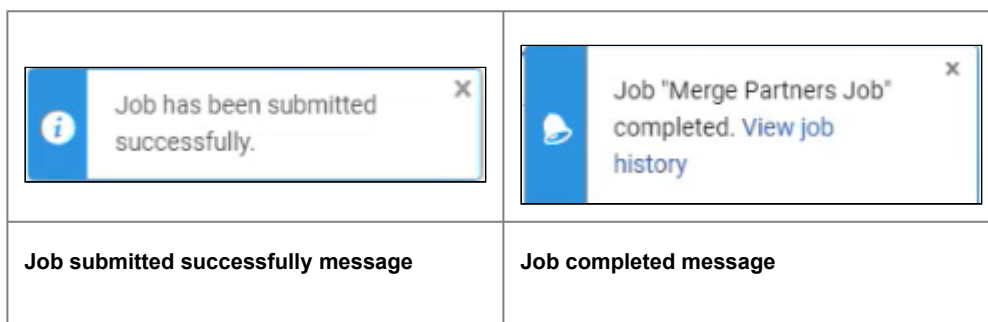 Job has been submitted
successfully.
Job "Merge Partners Job"
completed. View job
history
Job submitted successfully message
Job completed message